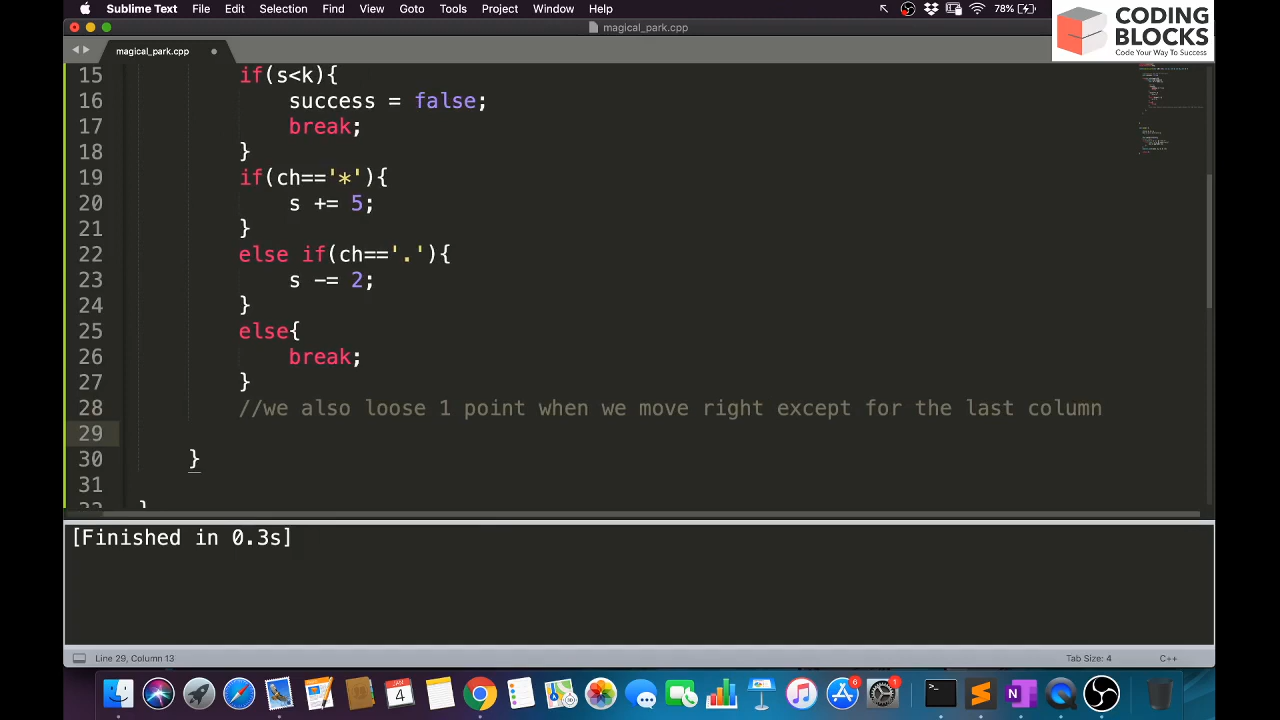 Sublime Text File Edit Selection Find View Goto Tools Project Window Help 78%
CODING
BLOCKS
Code Your Way To Success
magical_park.cpp
magical_park.cpp
15 if(s<k){
16 success = false;
17 break;
18 }
19 if(ch=='*'){
20 s += 5;
21 }
22 else if(ch=='.'){
23 s -= 2;
24 }
25 else{
26 break;
27 }
28 //we also loose 1 point when we move right except for the last column
29
30 }
31
32 }
[Finished in 0.3s]
Line 29, Column 13 Tab Size: 4 C++